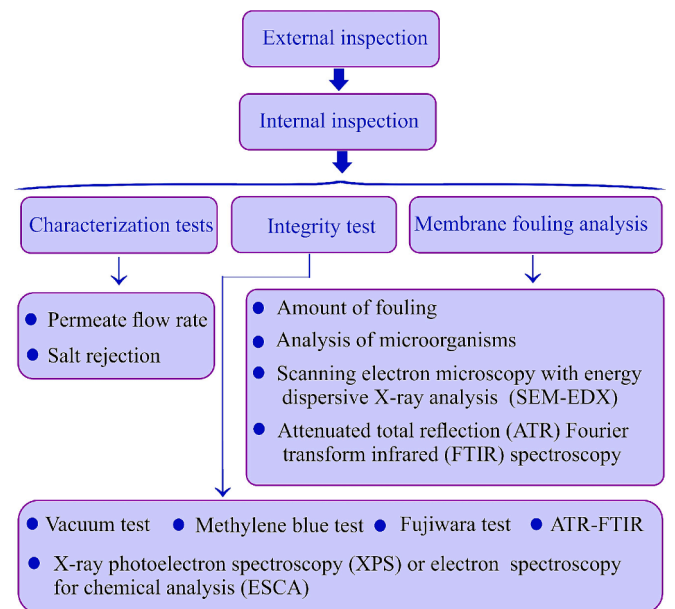 External inspection
Internal inspection
Characterization tests
Integrity test
Membrane fouling analysis
Permeate flow rate
Salt rejection
Amount of fouling
Analysis of microorganisms
Scanning electron microscopy with energy
dispersive X-ray analysis (SEM-EDX)
Attenuated total reflection (ATR) Fourier
transform infrared (FTIR) spectroscopy
Vacuum test
Methylene blue test
Fujiwara test
ATR-FTIR
X-ray photoelectron spectroscopy (XPS) or electron spectroscopy
for chemical analysis (ESCA)